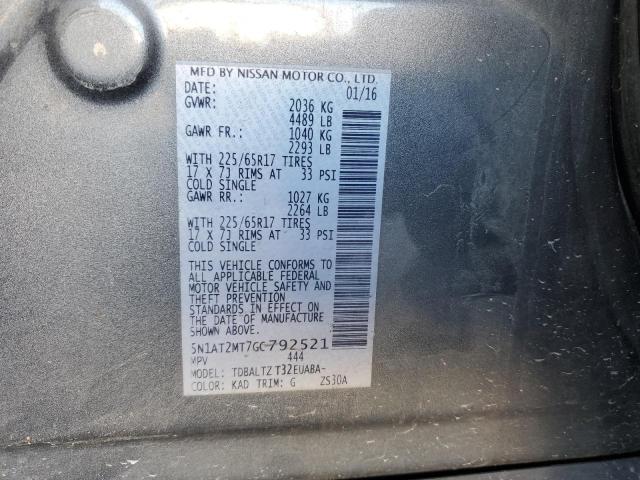 MFD BY NISSAN MOTOR CO., LTD.
DATE: 01/16
GVWR: 2036 KG
4489 LB
GAWR FR.: 1040 KG
2293 LB
WITH 225/65R17 TIRES
17 X 7J RIMS AT 33 PSI
COLD SINGLE
GAWR RR.: 1027 KG
2264 LB
WITH 225/65R17 TIRES
17 X 7J RIMS AT 33 PSI
COLD SINGLE
THIS VEHICLE CONFORMS TO
ALL APPLICABLE FEDERAL
MOTOR VEHICLE SAFETY AND
THEFT PREVENTION
STANDARDS IN EFFECT ON
THE DATE OF MANUFACTURE
SHOWN ABOVE.
5N1AT2MT7GC792521
MPV 444
MODEL: TDBALTZ T32EUABA-
COLOR: KAD TRIM: G ZS30A